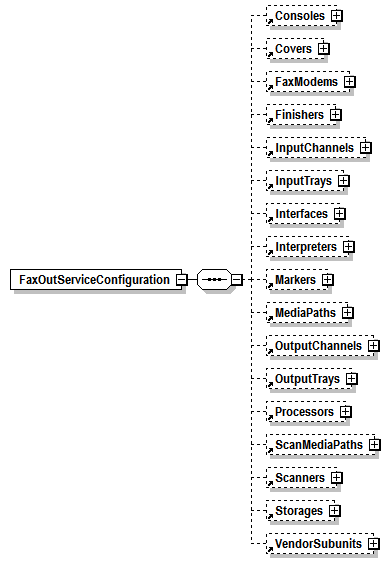 Consoles
Covers
FaxModems
Finishers
InputChannels
InputTrays
Interfaces
Interpreters
FaxOutServiceConfiguration
Markers
MediaPaths
OutputChannels
OutputTrays
Processors
ScanMediaPaths
Scanners
Storages
VendorSubunits